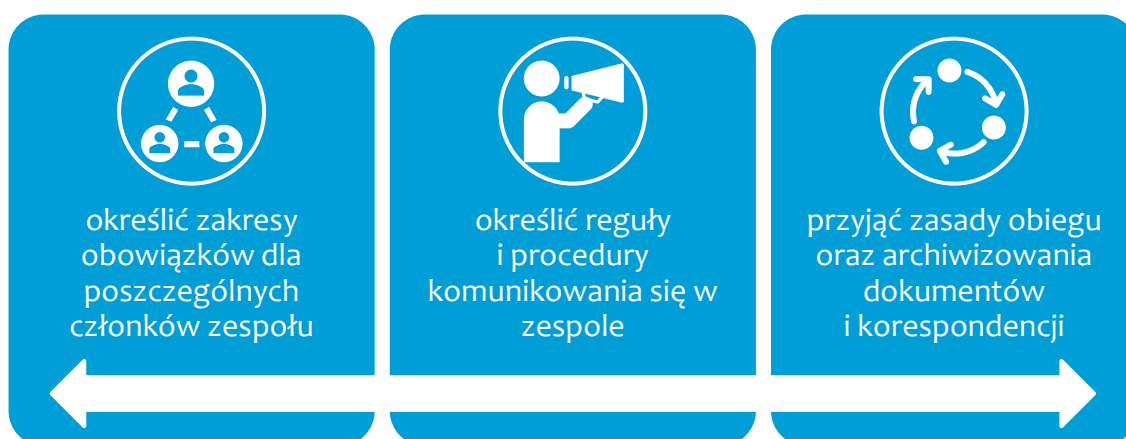 określić zakresy
obowiązków dla
poszczególnych
członków zespołu
określić reguły
i procedury
komunikowania się w
zespole
przyjąć zasady obiegu
oraz archiwizowania
dokumentów
i korespondencji